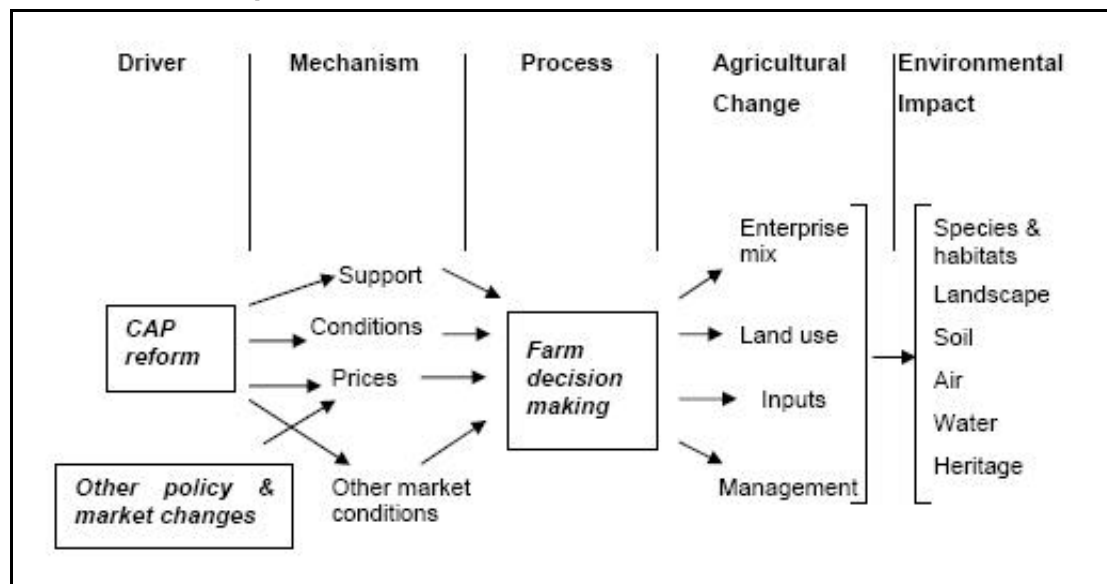 Driver
Mechanism
Process
Agricultural
Change
Environmental
Impact
Support
Conditions
Prices
Other market
conditions
CAP
reform
Other policy &
market changes
Farm
decision
making
Enterprise
mix
Land use
Inputs
Management
Species &
habitats
Landscape
Soil
Air
Water
Heritage